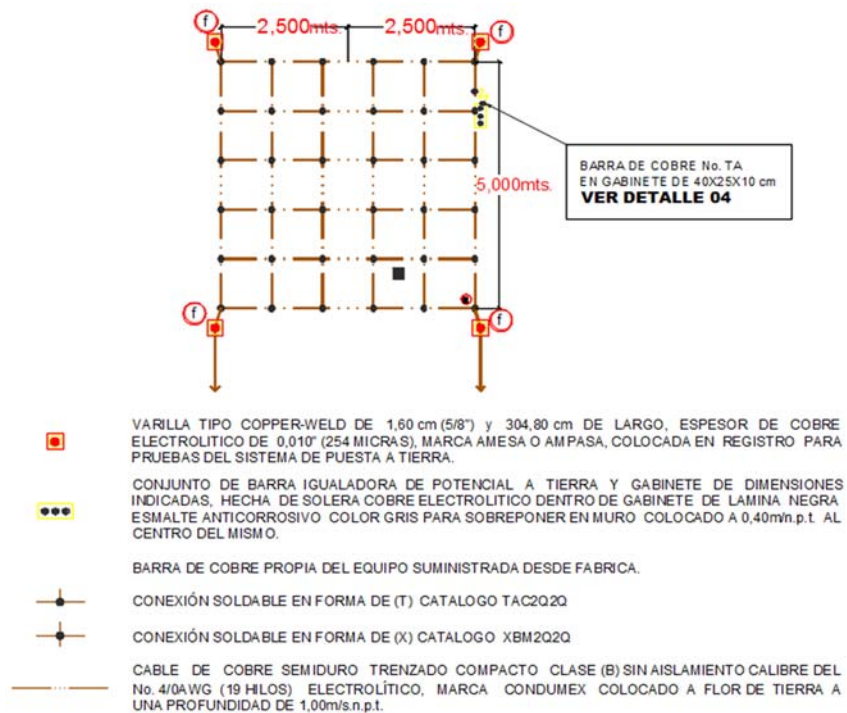 f
2,500mts.
2,500mts.
f
BARRA DE COBRE No. TA
EN GABINETE DE 40X25X10 cm
VER DETALLE 04
5,000mts.
f
f
VARILLA TIPO COPPER-WELD DE 1,60 cm (5/8") y 304,80 cm DE LARGO, ESPESOR DE COBRE
ELECTROLITICO DE 0,010" (254 MICRAS), MARCA AMESA O AMPASA, COLOCADA EN REGISTRO PARA
PRUEBAS DEL SISTEMA DE PUESTA A TIERRA.
CONJUNTO DE BARRA IGUALADORA DE POTENCIAL A TIERRA Y GABINETE DE DIMENSIONES
INDICADAS, HECHA DE SOLERA COBRE ELECTROLITICO DENTRO DE GABINETE DE LAMINA NEGRA
ESMALTE ANTICORROSIVO COLOR GRIS PARA SOBREPONER EN MURO COLOCADO A 0,40m/n.p.t. AL
CENTRO DEL MISMO.
BARRA DE COBRE PROPIA DEL EQUIPO SUMINISTRADA DESDE FABRICA.
CONEXIÓN SOLDABLE EN FORMA DE (T) CATALOGO TAC2Q2Q
CONEXIÓN SOLDABLE EN FORMA DE (X) CATALOGO XBM2Q2Q
CABLE DE COBRE SEMIDURO TRENZADO COMPACTO CLASE (B) SIN AISLAMIENTO CALIBRE DEL
No. 4/0AWG (19 HILOS) ELECTROLÍTICO, MARCA CONDUMEX COLOCADO A FLOR DE TIERRA A
UNA PROFUNDIDAD DE 1,00m/s.n.p.t.